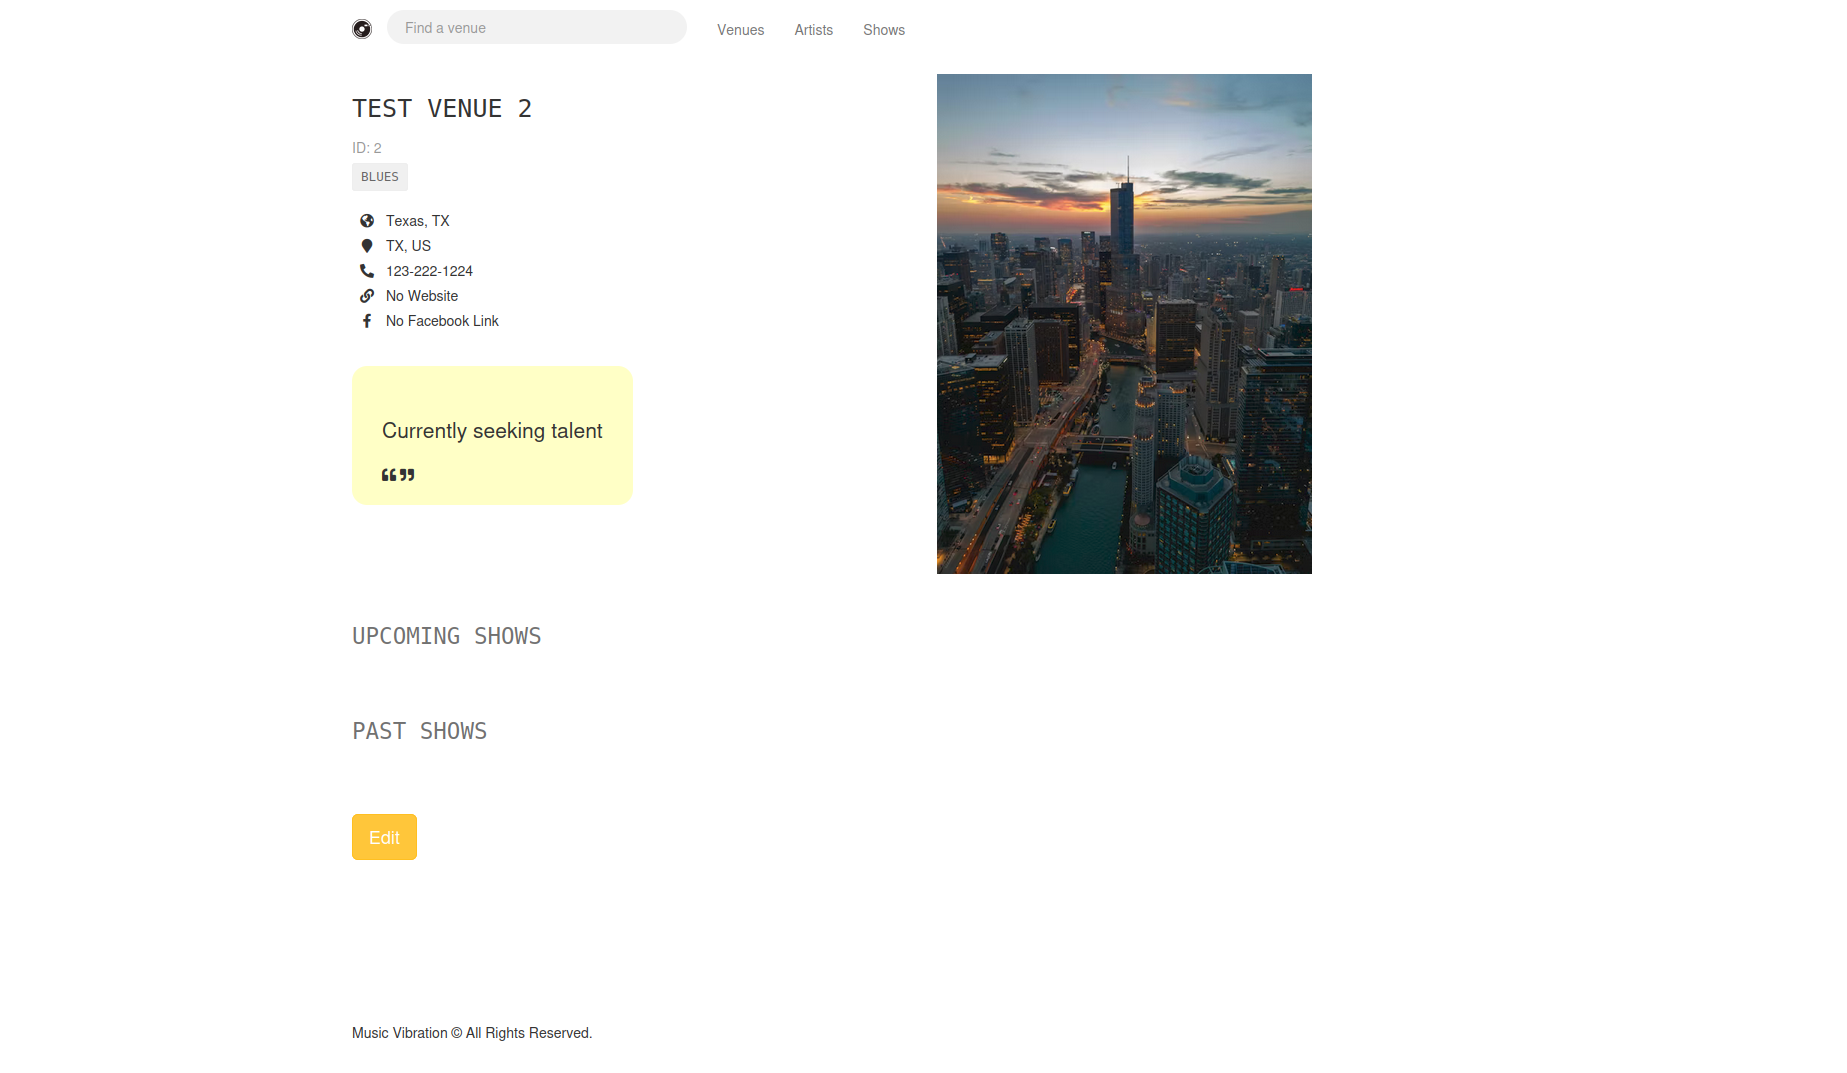 Find a venue
Venues
Artists
Shows
TEST VENUE 2
ID: 2
BLUES
Texas, TX
TX, US
123-222-1224
No Website
No Facebook Link
Currently seeking talent
❝ ❞
UPCOMING SHOWS
PAST SHOWS
Edit
Music Vibration © All Rights Reserved.